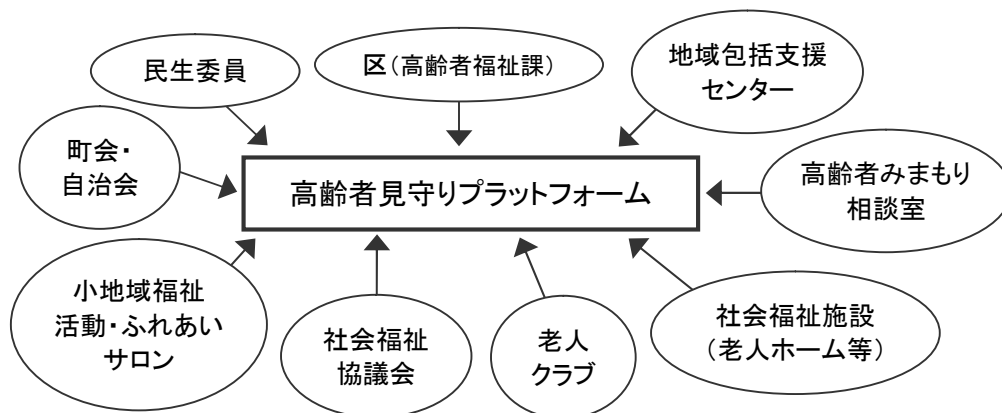 民生委員
区(高齢者福祉課)
地域包括支援
センター
町会・
自治会
高齢者見守りプラットフォーム
高齢者みまもり
相談室
小地域福祉
活動・ふれあい
サロン
社会福祉
協議会
老人
クラブ
社会福祉施設
(老人ホーム等)